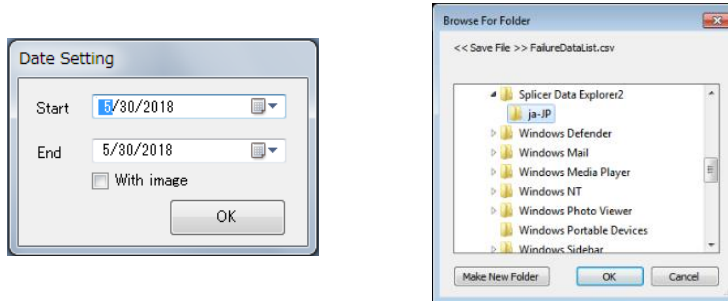 Date Setting
Start 5/30/2018
End 5/30/2018
With image
OK
Browse For Folder
<< Save File >> FailureDataList.csv
Splicer Data Explorer2
ja-JP
Windows Defender
Windows Mail
Windows Media Player
Windows NT
Windows Photo Viewer
Windows Portable Devices
Windows Sidebar
Make New Folder OK Cancel